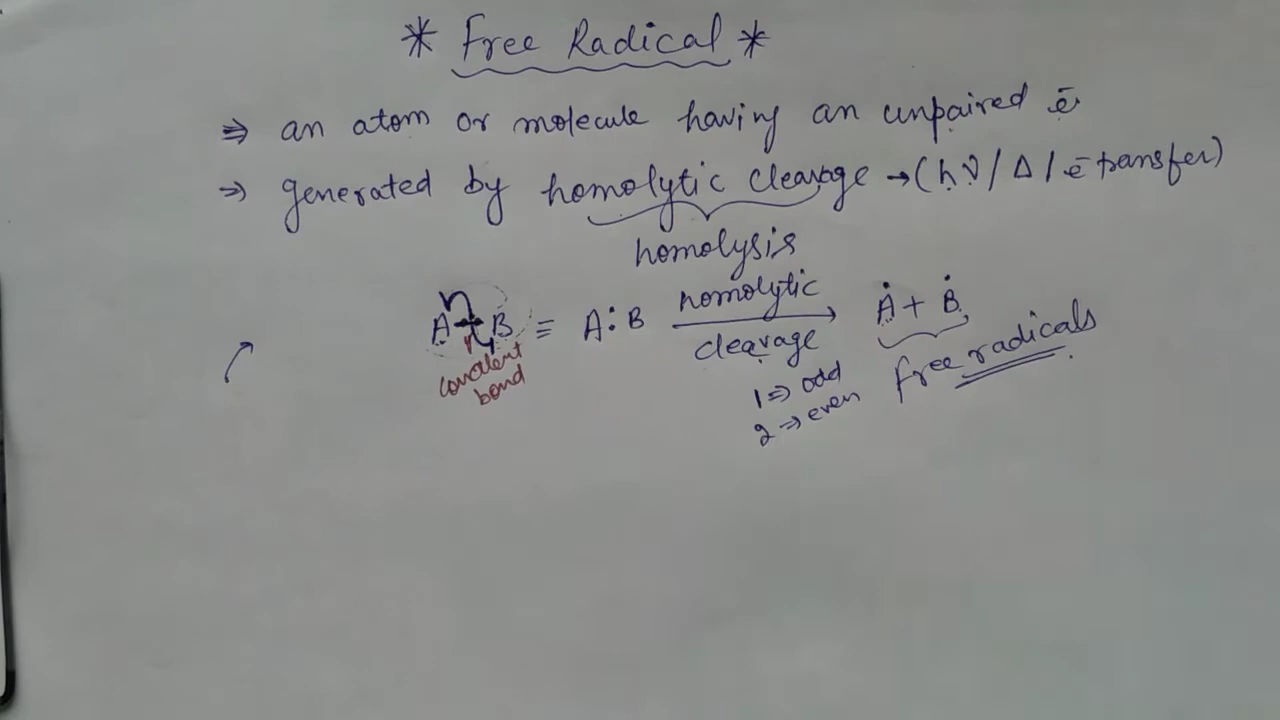 * Free Radical *
⇒ an atom or molecule having an unpaired ē
⇒ generated by homolytic cleavage → (hν / Δ / ē transfer)
homolysis
A–B ≡ A:B homolytic cleavage → Ȧ + Ḃ
covalent
bond
1 ⇒ odd
2 → even
free radicals